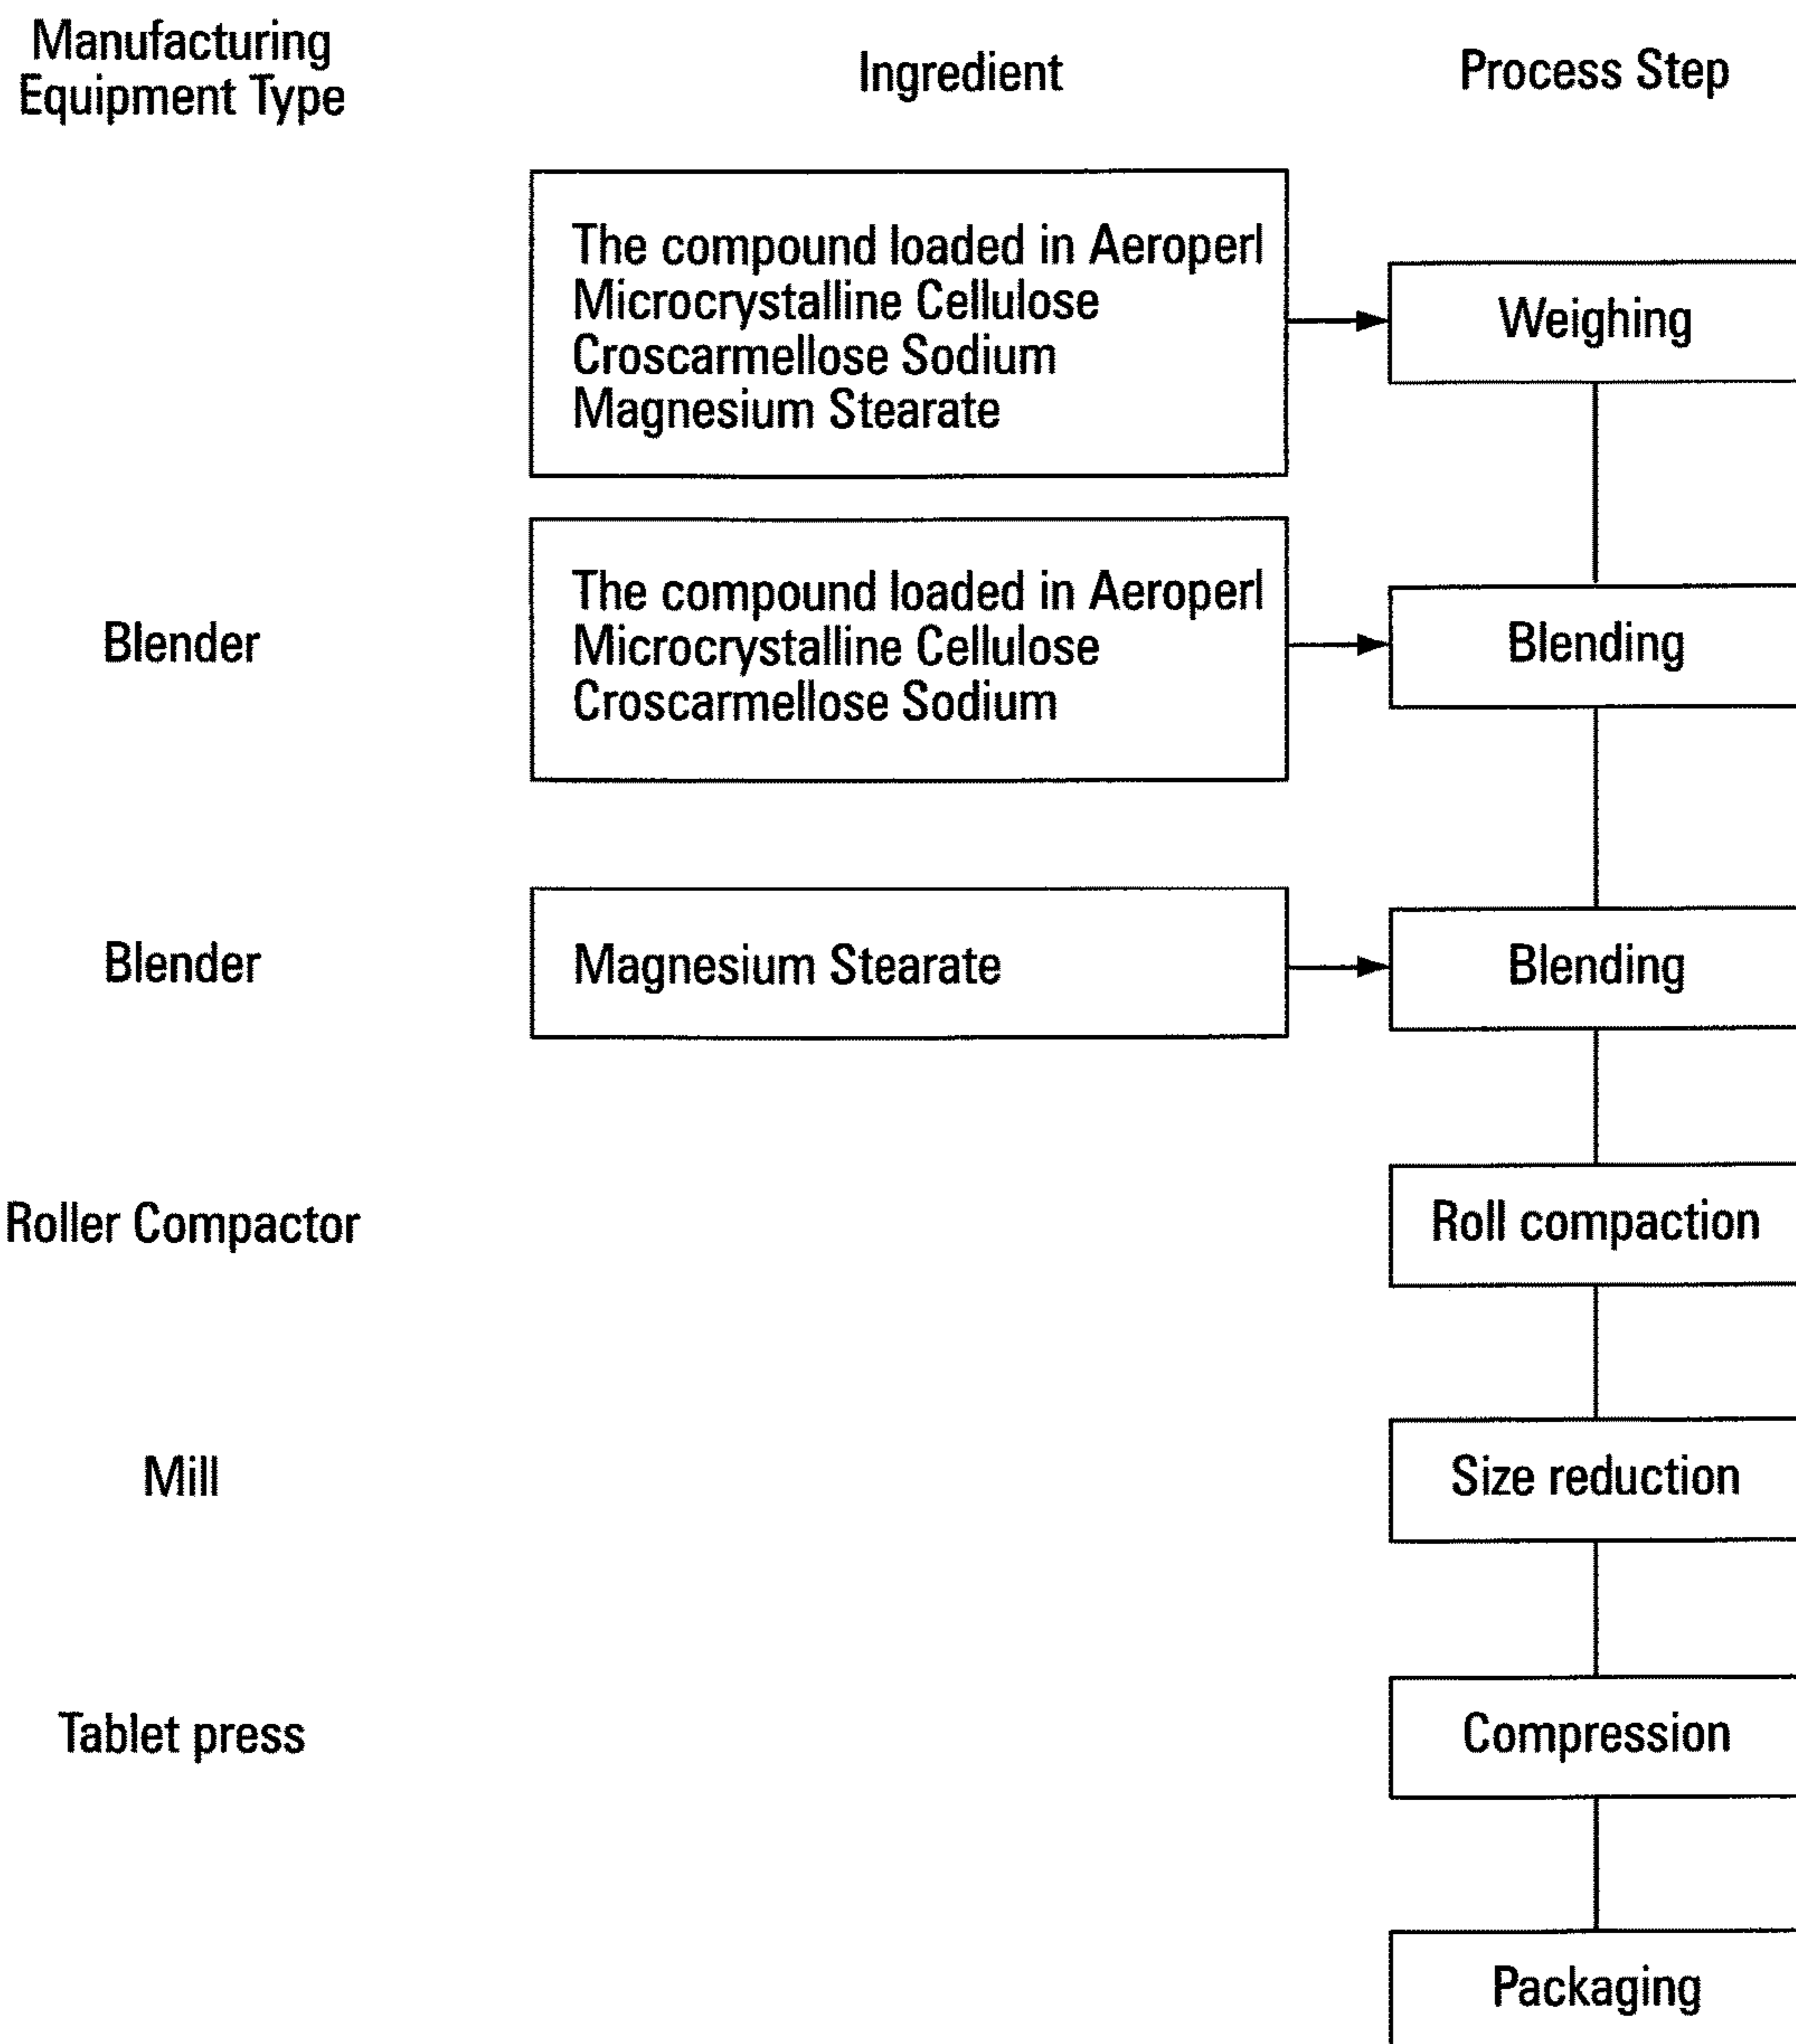 Manufacturing
Equipment Type
Ingredient
Process Step
The compound loaded in Aeroperl
Microcrystalline Cellulose
Croscarmellose Sodium
Magnesium Stearate
Weighing
Blender
The compound loaded in Aeroperl
Microcrystalline Cellulose
Croscarmellose Sodium
Blending
Blender
Magnesium Stearate
Blending
Roller Compactor
Roll compaction
Mill
Size reduction
Tablet press
Compression
Packaging